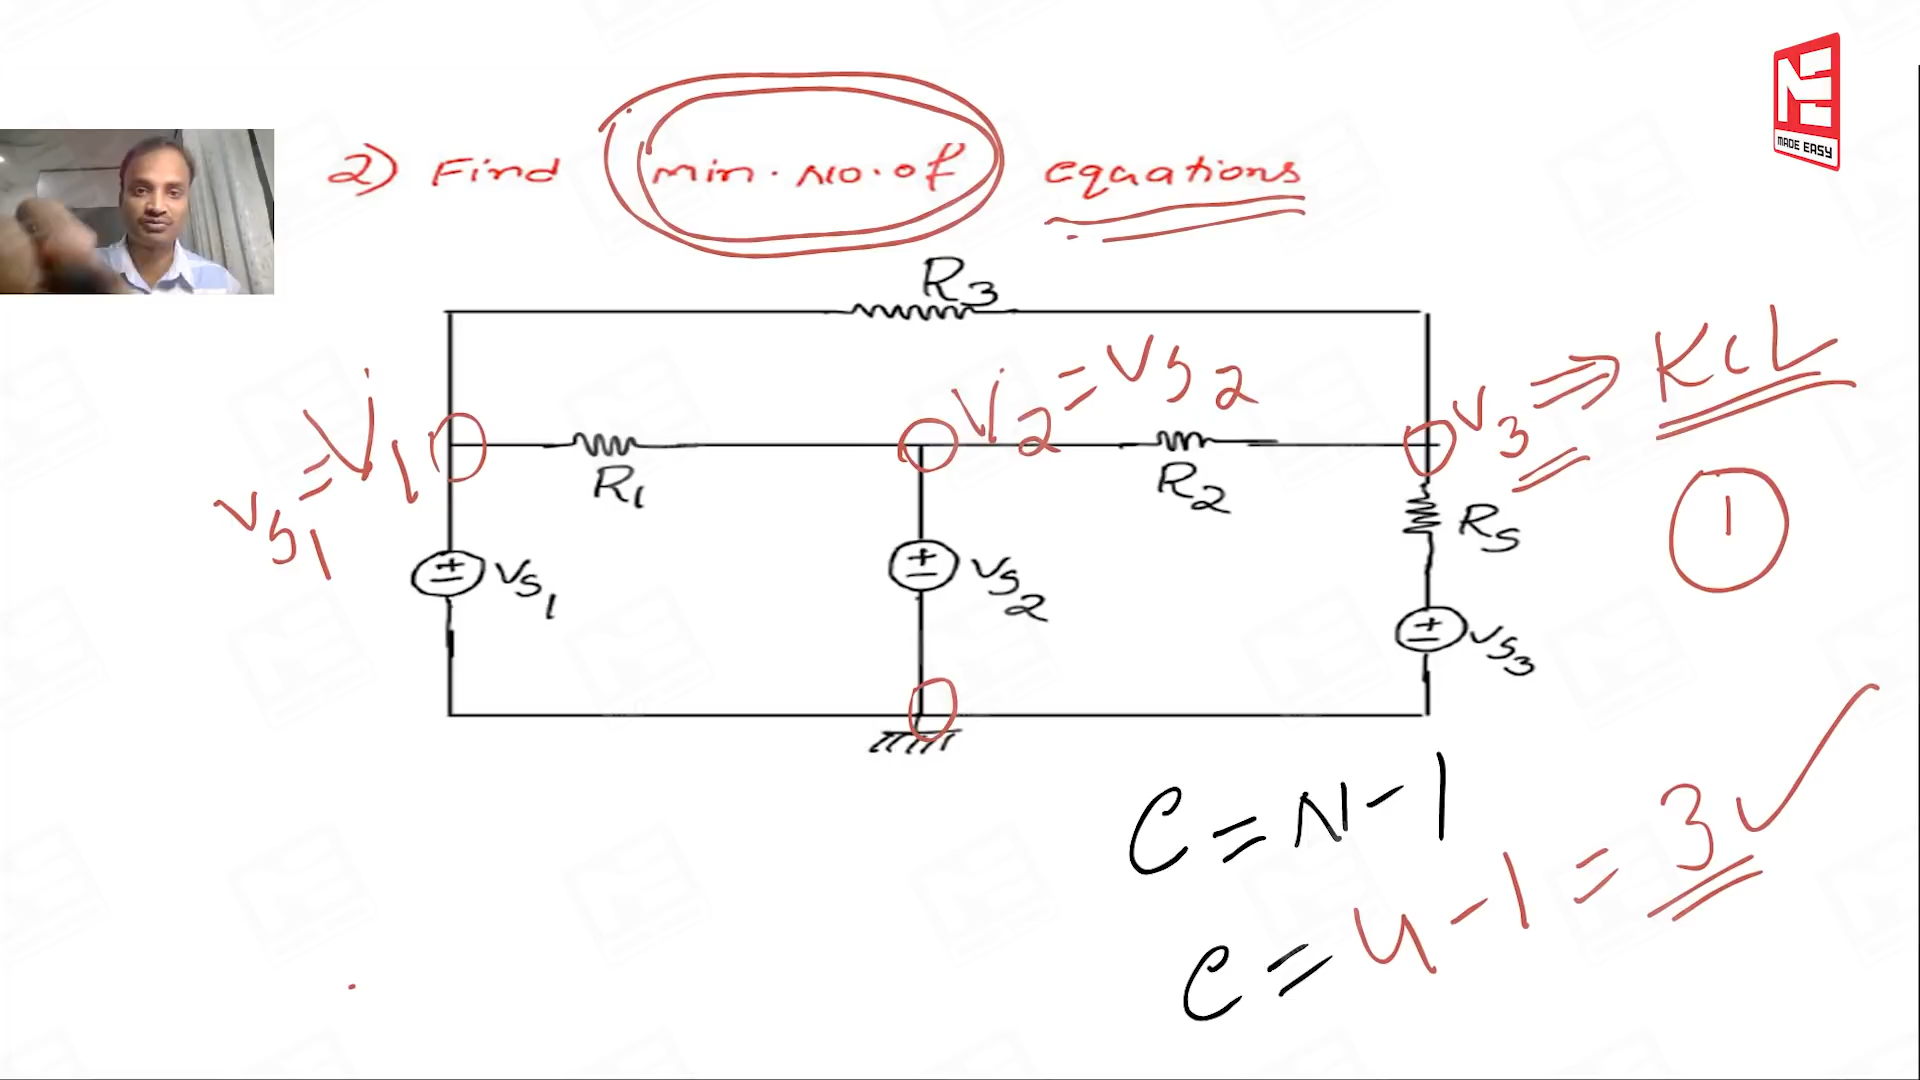 MADE EASY
2) Find min. No. of equations
R3
V1 = VS1
V2 = VS2
V3 ⇒ KCL
1
R1
R2
RS
VS1
VS2
VS3
C = N - 1
C = 4 - 1 = 3 ✓